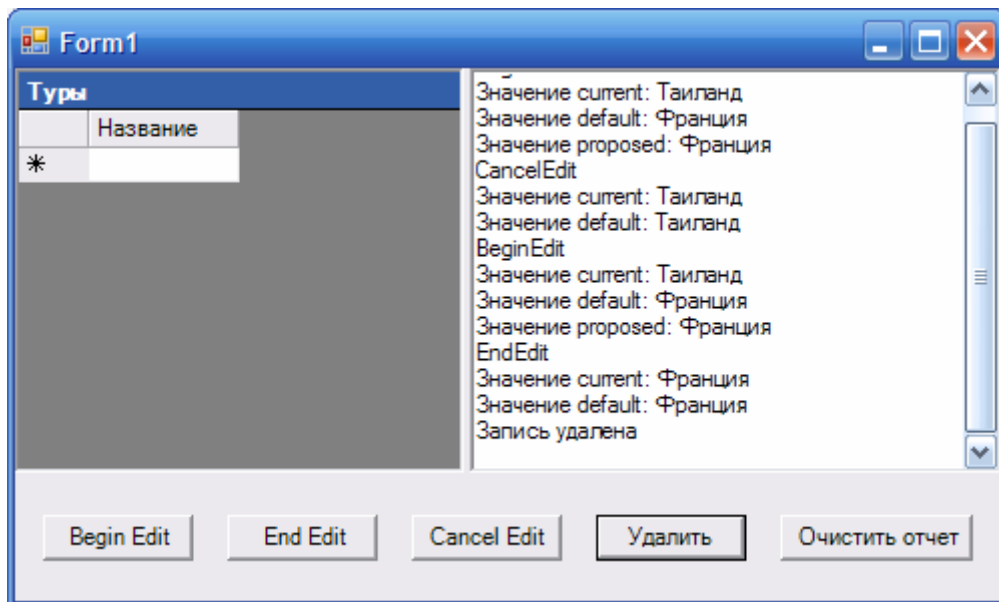 Form1
Туры
Название
Значение current: Таиланд
Значение default: Франция
Значение proposed: Франция
CancelEdit
Значение current: Таиланд
Значение default: Таиланд
BeginEdit
Значение current: Таиланд
Значение default: Франция
Значение proposed: Франция
EndEdit
Значение current: Франция
Значение default: Франция
Запись удалена
Begin Edit End Edit Cancel Edit Удалить Очистить отчет